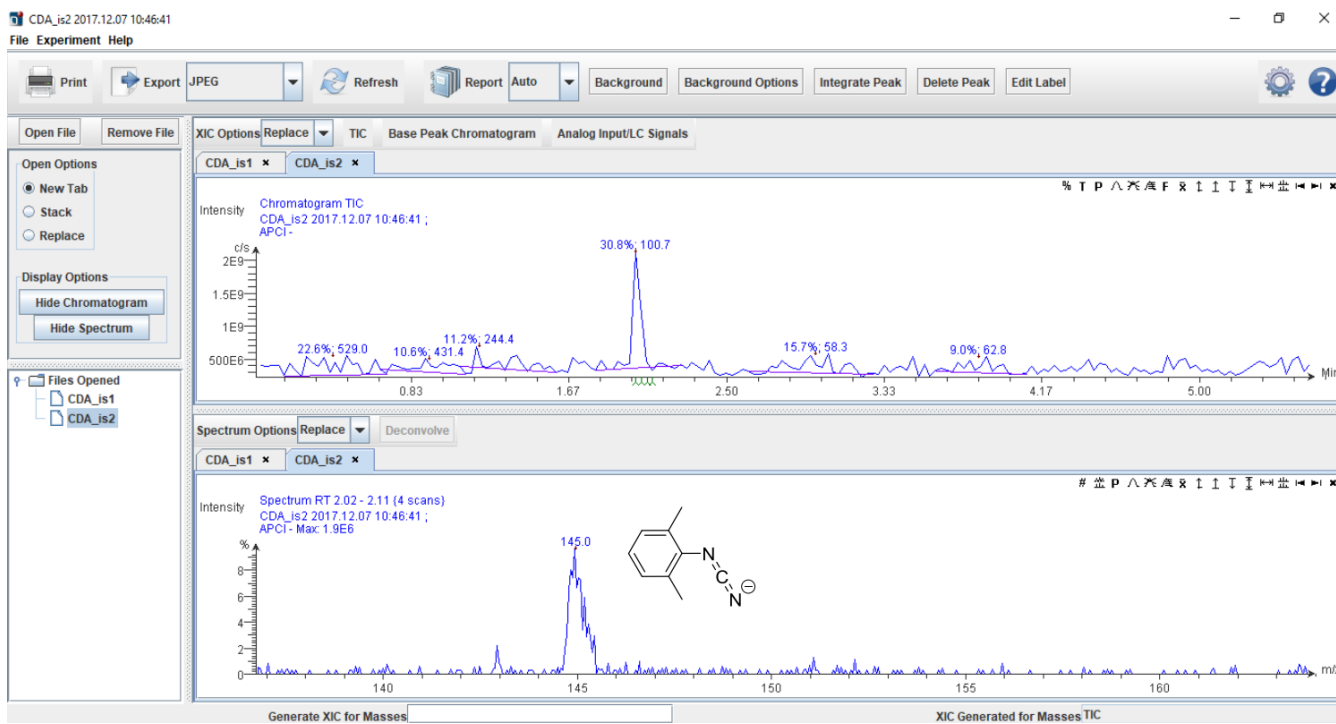 CDA_is2 2017.12.07 10:46:41
File Experiment Help
Print Export JPEG Refresh Report Auto Background Background Options Integrate Peak Delete Peak Edit Label
Open File Remove File
Open Options
New Tab
Stack
Replace
Display Options
Hide Chromatogram
Hide Spectrum
Files Opened
CDA_is1
CDA_is2
XIC Options Replace TIC Base Peak Chromatogram Analog Input/LC Signals
CDA_is1 CDA_is2
% T P F
Intensity
Chromatogram TIC
CDA_is2 2017.12.07 10:46:41 ;
APCI -
c/s
2E9
1.5E9
1E9
500E6
22.6%; 529.0
10.6%; 431.4
11.2%; 244.4
30.8%; 100.7
15.7%; 58.3
9.0%; 62.8
0.83 1.67 2.50 3.33 4.17 5.00
Min
Spectrum Options Replace Deconvolve
CDA_is1 CDA_is2
# P
Intensity
Spectrum RT 2.02 - 2.11 (4 scans)
CDA_is2 2017.12.07 10:46:41 ;
APCI - Max: 1.9E6
%
8
6
4
2
0
145.0
N
C
N
140 145 150 155 160
m/z
Generate XIC for Masses XIC Generated for Masses TIC